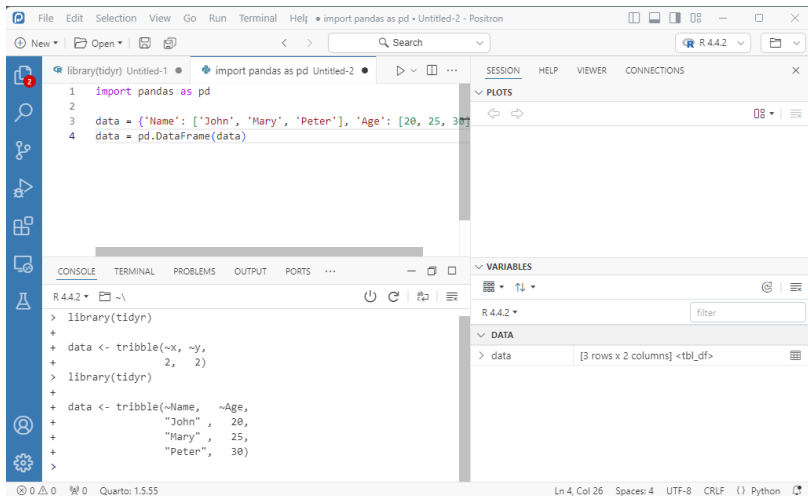 File Edit Selection View Go Run Terminal Help ● import pandas as pd • Untitled-2 - Positron
New Open Search R 4.4.2
library(tidyr) Untitled-1 ● import pandas as pd Untitled-2 ●
1 import pandas as pd
2
3 data = {'Name': ['John', 'Mary', 'Peter'], 'Age': [20, 25, 30]
4 data = pd.DataFrame(data)
SESSION HELP VIEWER CONNECTIONS
PLOTS
2
CONSOLE TERMINAL PROBLEMS OUTPUT PORTS ...
R 4.4.2 ~\
> library(tidyr)
+
+ data <- tribble(~x, ~y,
+ 2, 2)
> library(tidyr)
+
+ data <- tribble(~Name, ~Age,
+ "John" , 20,
+ "Mary" , 25,
+ "Peter", 30)
>
VARIABLES
R 4.4.2
filter
DATA
> data [3 rows x 2 columns] <tbl_df>
0 0 0 Quarto: 1.5.55 Ln 4, Col 26 Spaces: 4 UTF-8 CRLF {} Python